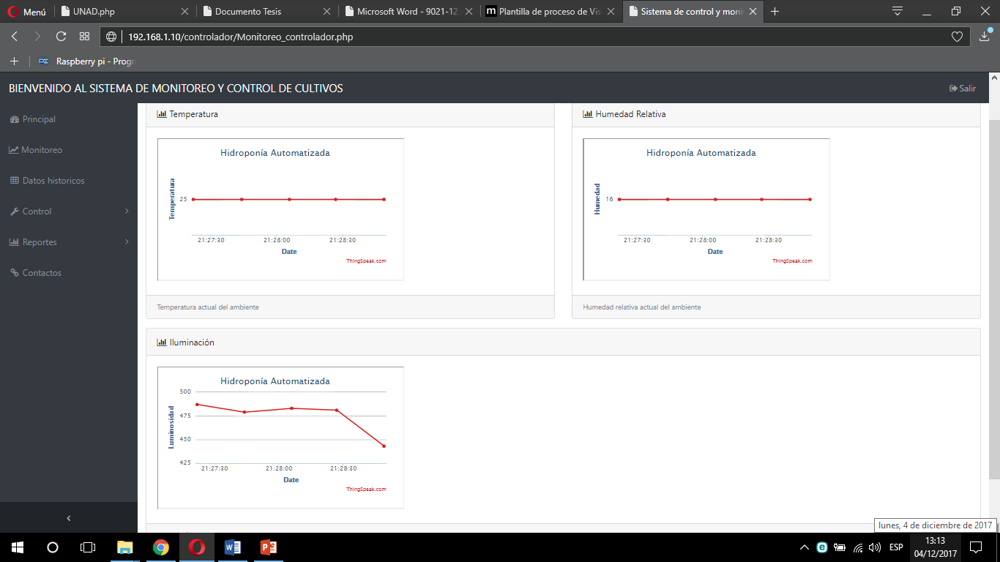 Menú
UNAD.php
Documento Tesis
Microsoft Word - 9021-12
Plantilla de proceso de Vis
Sistema de control y moni
192.168.1.10/controlador/Monitoreo_controlador.php
Raspberry pi - Progr
BIENVENIDO AL SISTEMA DE MONITOREO Y CONTROL DE CULTIVOS
Salir
Principal
Monitoreo
Datos historicos
Control
Reportes
Contactos
Temperatura
Hidroponía Automatizada
Temperatura
25
21:27:30 21:28:00 21:28:30
Date
ThingSpeak.com
Temperatura actual del ambiente
Humedad Relativa
Hidroponía Automatizada
Humedad
16
21:27:30 21:28:00 21:28:30
Date
ThingSpeak.com
Humedad relativa actual del ambiente
Iluminación
Hidroponía Automatizada
Luminosidad
500
475
450
425
21:27:30 21:28:00 21:28:30
Date
ThingSpeak.com
lunes, 4 de diciembre de 2017
ESP
13:13
04/12/2017